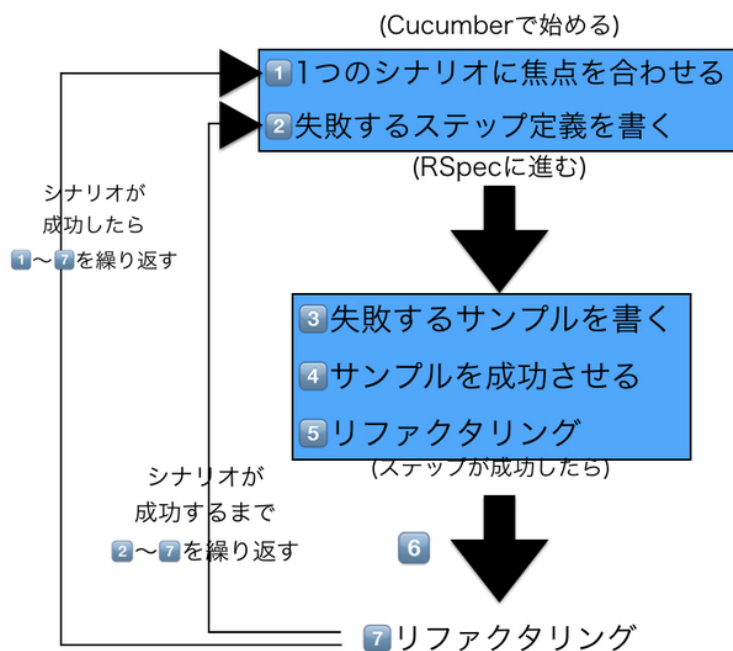 (Cucumberで始める)
1 1つのシナリオに焦点を合わせる
2 失敗するステップ定義を書く
(RSpecに進む)
シナリオが
成功したら
1〜7を繰り返す
3 失敗するサンプルを書く
4 サンプルを成功させる
5 リファクタリング
(ステップが成功したら)
シナリオが
成功するまで
2〜7を繰り返す
6
7 リファクタリング